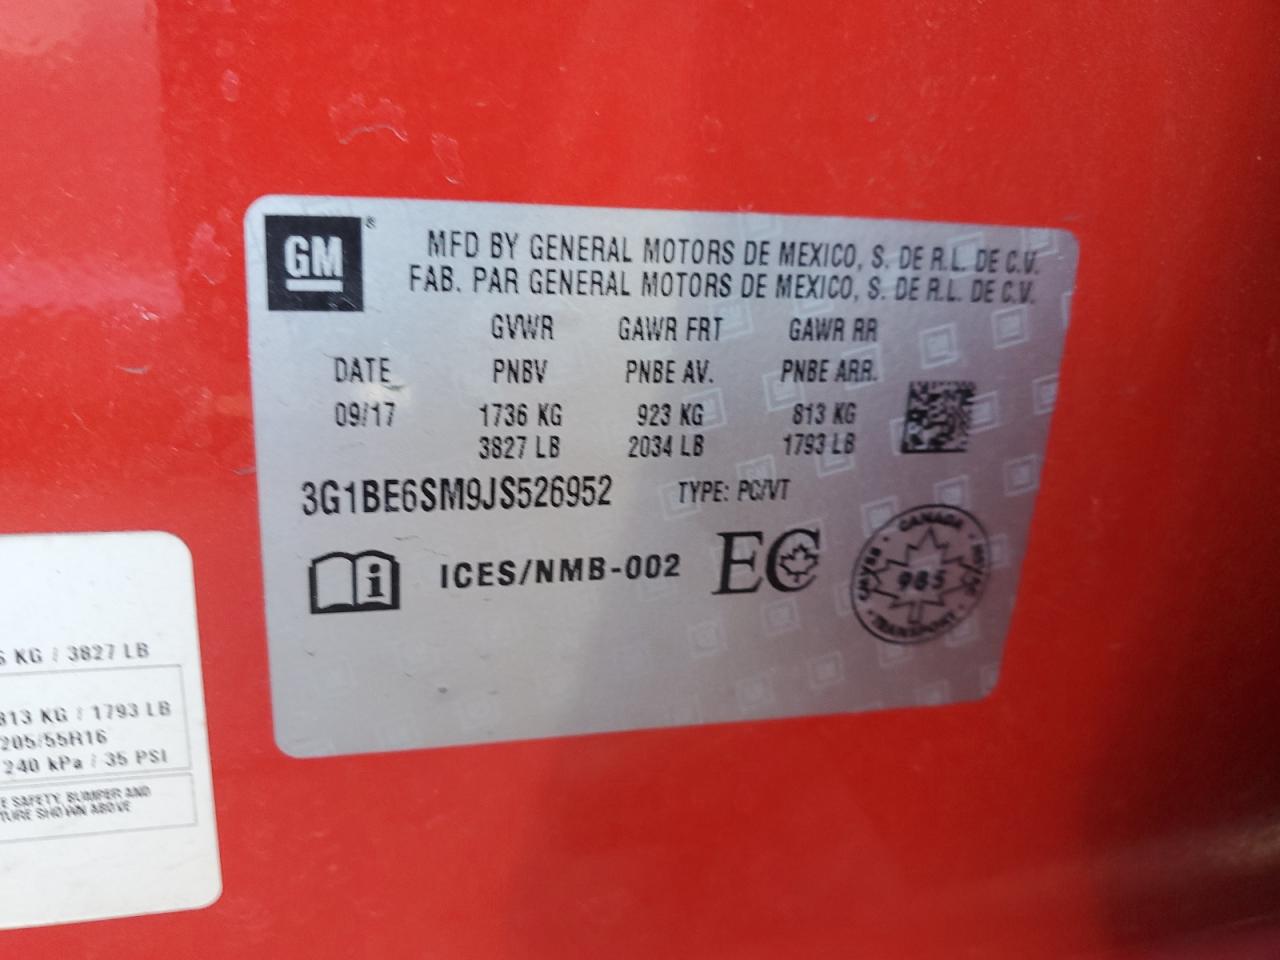 GM®
MFD BY GENERAL MOTORS DE MEXICO, S. DE R.L. DE C.V.
FAB. PAR GENERAL MOTORS DE MEXICO, S. DE R.L. DE C.V.
GVWR GAWR FRT GAWR RR
DATE PNBV PNBE AV. PNBE ARR.
09/17 1736 KG 923 KG 813 KG
3827 LB 2034 LB 1793 LB
3G1BE6SM9JS526952 TYPE: PC/VT
ICES/NMB-002 EC
CANADA
985
TRANSPORT
KG / 3827 LB
813 KG / 1793 LB
205/55R16
240 kPa / 35 PSI
SAFETY, BUMPER AND
SHOWN ABOVE